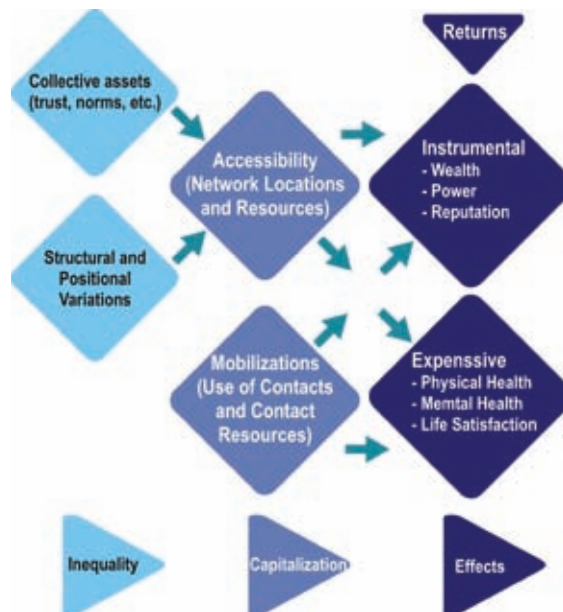 Returns
Collective assets
(trust, norms, etc.)
Accessibility
(Network Locations
and Resources)
Instrumental
- Wealth
- Power
- Reputation
Structural and
Positional
Variations
Mobilizations
(Use of Contacts
and Contact
Resources)
Expenssive
- Physical Health
- Memtal Health
- Life Satisfaction
Inequality
Capitalization
Effects